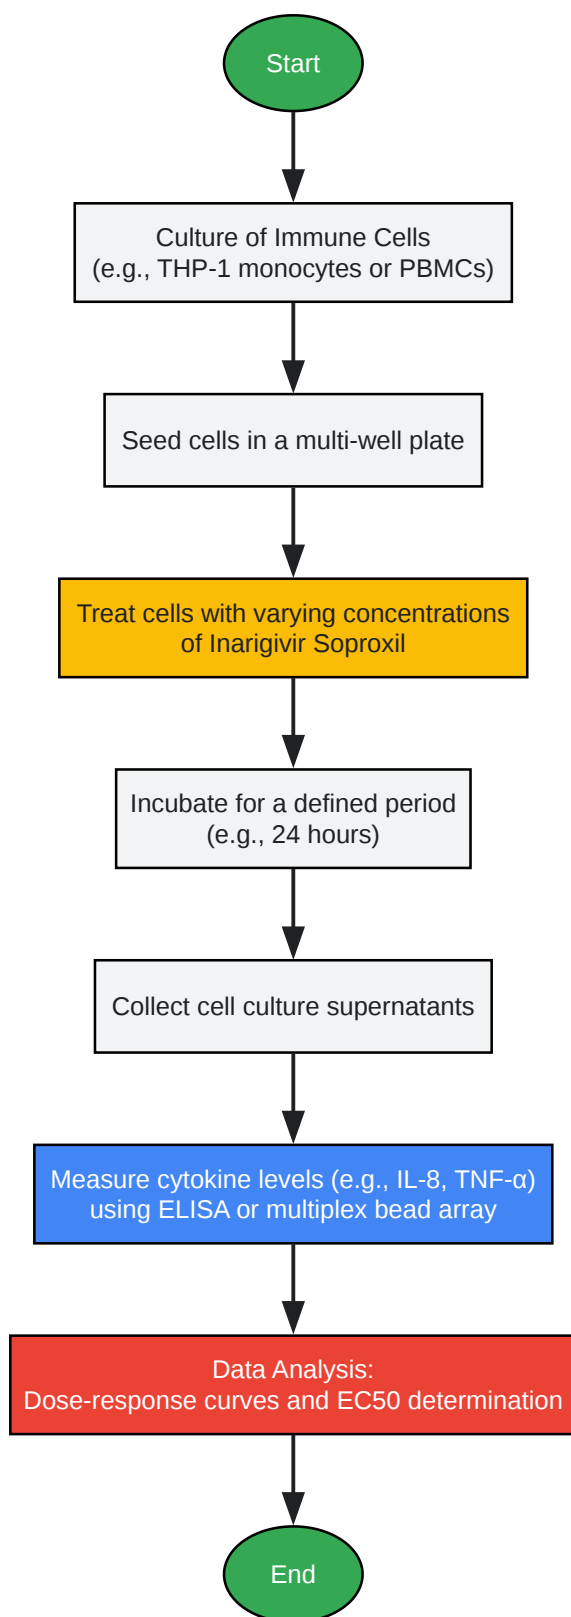 Start
Culture of Immune Cells
(e.g., THP-1 monocytes or PBMCs)
Seed cells in a multi-well plate
Treat cells with varying concentrations
of Inarigivir Soproxil
Incubate for a defined period
(e.g., 24 hours)
Collect cell culture supernatants
Measure cytokine levels (e.g., IL-8, TNF-α)
using ELISA or multiplex bead array
Data Analysis:
Dose-response curves and EC50 determination
End